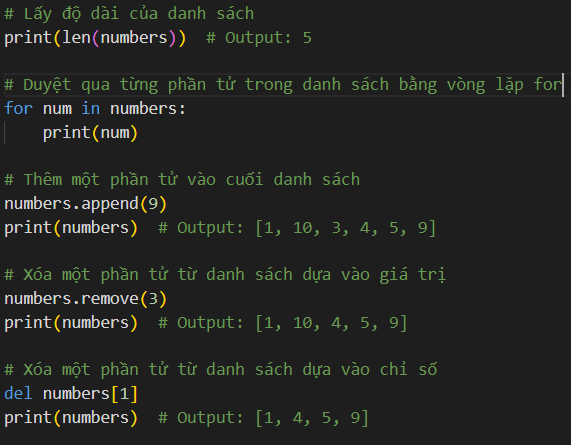 # Lấy độ dài của danh sách
print(len(numbers))  # Output: 5
# Duyệt qua từng phần tử trong danh sách bằng vòng lặp for
for num in numbers:
    print(num)
# Thêm một phần tử vào cuối danh sách
numbers.append(9)
print(numbers)  # Output: [1, 10, 3, 4, 5, 9]
# Xóa một phần tử từ danh sách dựa vào giá trị
numbers.remove(3)
print(numbers)  # Output: [1, 10, 4, 5, 9]
# Xóa một phần tử từ danh sách dựa vào chỉ số
del numbers[1]
print(numbers)  # Output: [1, 4, 5, 9]